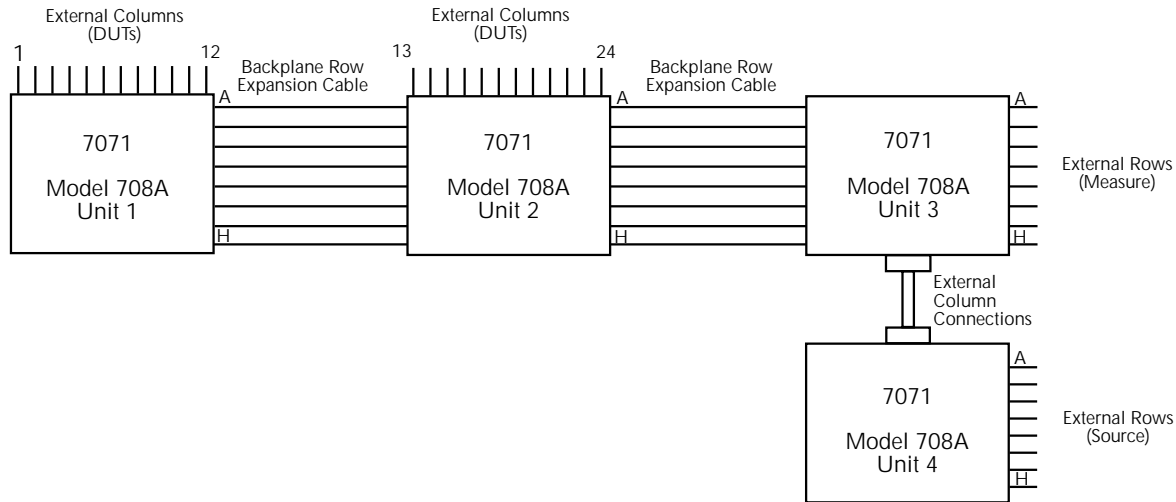 External Columns
(DUTs)
1
12
Backplane Row
Expansion Cable
External Columns
(DUTs)
13
24
Backplane Row
Expansion Cable
A
7071
Model 708A
Unit 1
H
A
7071
Model 708A
Unit 2
H
A
7071
Model 708A
Unit 3
H
External Rows
(Measure)
External
Column
Connections
A
7071
Model 708A
Unit 4
H
External Rows
(Source)